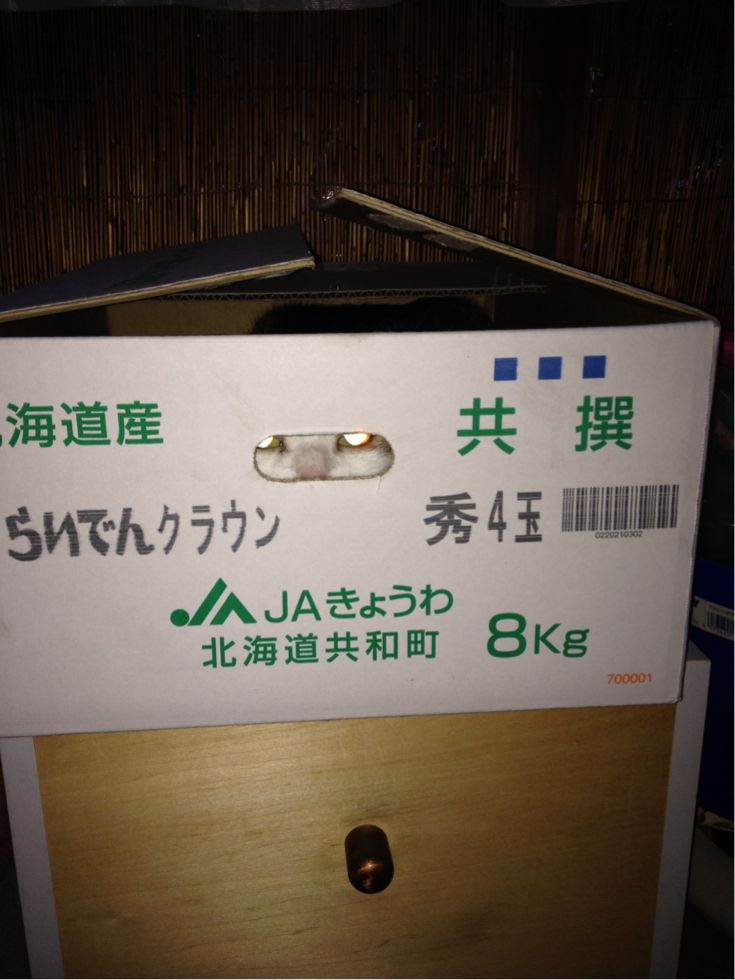 海道産
共撰
らいでんクラウン
秀4玉
0220210302
JAきょうわ
北海道共和町
8Kg
700001